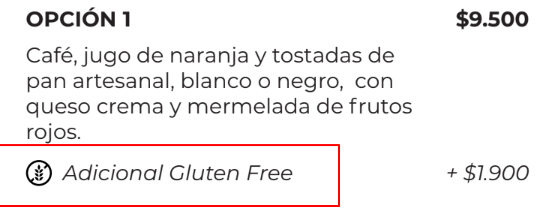 OPCIÓN 1 $9.500
Café, jugo de naranja y tostadas de
pan artesanal, blanco o negro, con
queso crema y mermelada de frutos
rojos.
Adicional Gluten Free + $1.900